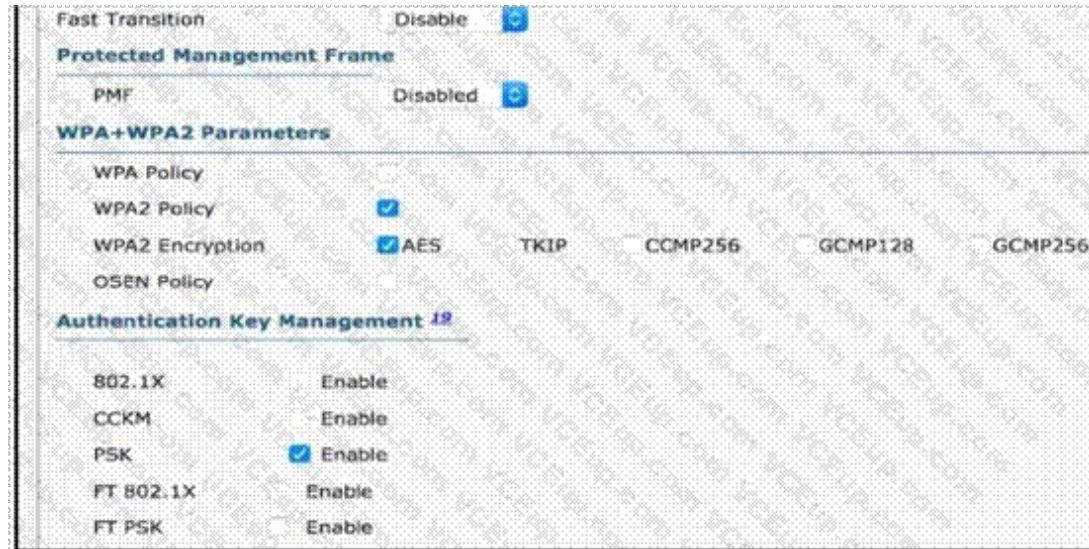 Fast Transition Disable
Protected Management Frame
PMF Disabled
WPA+WPA2 Parameters
WPA Policy
WPA2 Policy
WPA2 Encryption AES TKIP CCMP256 GCMP128 GCMP256
OSEN Policy
Authentication Key Management 19
802.1X Enable
CCKM Enable
PSK Enable
FT 802.1X Enable
FT PSK Enable